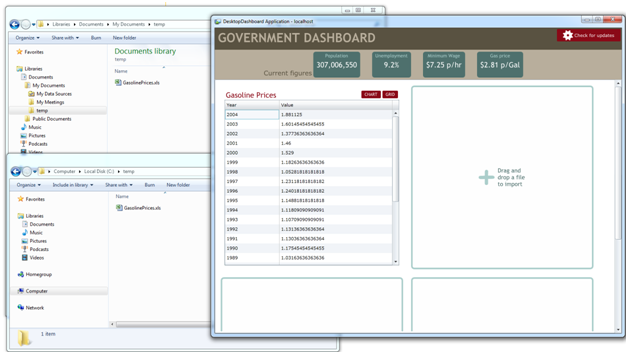 Libraries ▸ Documents ▸ My Documents ▸ temp
Organize Share with Burn New folder
Favorites
Libraries
Documents
My Documents
My Data Sources
My Meetings
temp
Public Documents
Music
Pictures
Podcasts
Videos
Documents library
temp
Name
GasolinePrices.xls
Computer ▸ Local Disk (C:) ▸ temp
Organize Include in library Share with Burn New folder
Favorites
Libraries
Documents
Music
Pictures
Podcasts
Videos
Homegroup
Computer
Network
Name
GasolinePrices.xls
1 item
DesktopDashboard Application - localhost
GOVERNMENT DASHBOARD
Check for updates
Current figures
Population
307,006,550
Unemployment
9.2%
Minimum Wage
$7.25 p/hr
Gas price
$2.81 p/Gal
Gasoline Prices CHART GRID
Year Value
2004 1.881125
2003 1.60145454545455
2002 1.37736363636364
2001 1.46
2000 1.529
1999 1.18263636363636
1998 1.05281818181818
1997 1.23118181818182
1996 1.24018181818182
1995 1.14881818181818
1994 1.11809090909091
1993 1.10709090909091
1992 1.13136363636364
1991 1.13036363636364
1990 1.17545454545455
1989 1.03163636363636
Drag and
drop a file
to import